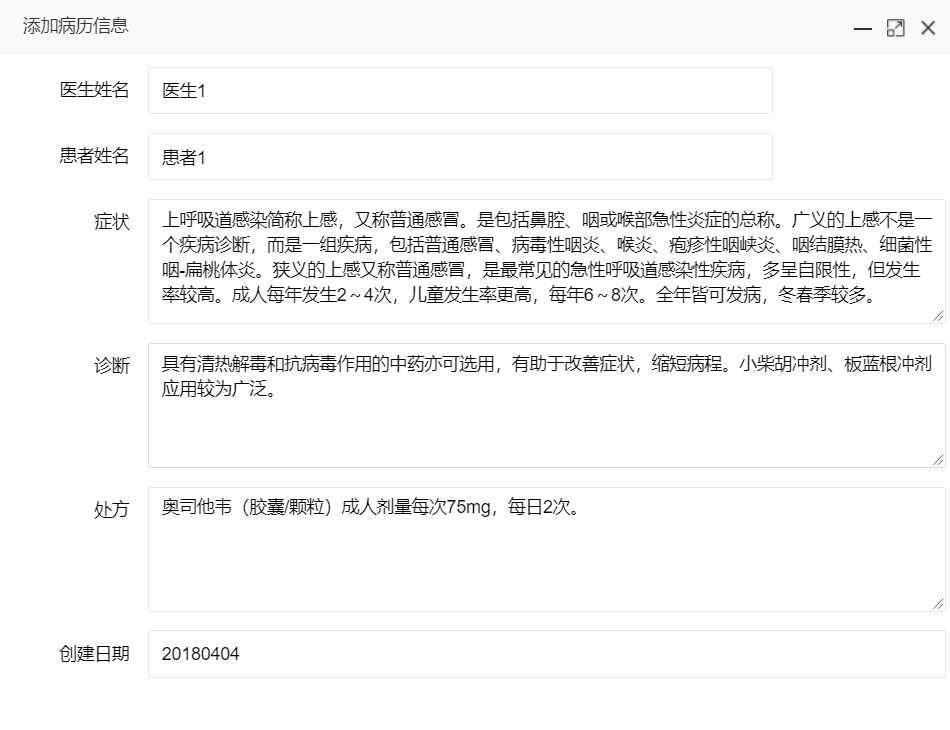 添加病历信息
医生姓名
医生1
患者姓名
患者1
症状
上呼吸道感染简称上感，又称普通感冒。是包括鼻腔、咽或喉部急性炎症的总称。广义的上感不是一
个疾病诊断，而是一组疾病，包括普通感冒、病毒性咽炎、喉炎、疱疹性咽峡炎、咽结膜热、细菌性
咽-扁桃体炎。狭义的上感又称普通感冒，是最常见的急性呼吸道感染性疾病，多呈自限性，但发生
率较高。成人每年发生2～4次，儿童发生率更高，每年6～8次。全年皆可发病，冬春季较多。
诊断
具有清热解毒和抗病毒作用的中药亦可选用，有助于改善症状，缩短病程。小柴胡冲剂、板蓝根冲剂
应用较为广泛。
处方
奥司他韦（胶囊/颗粒）成人剂量每次75mg，每日2次。
创建日期
20180404